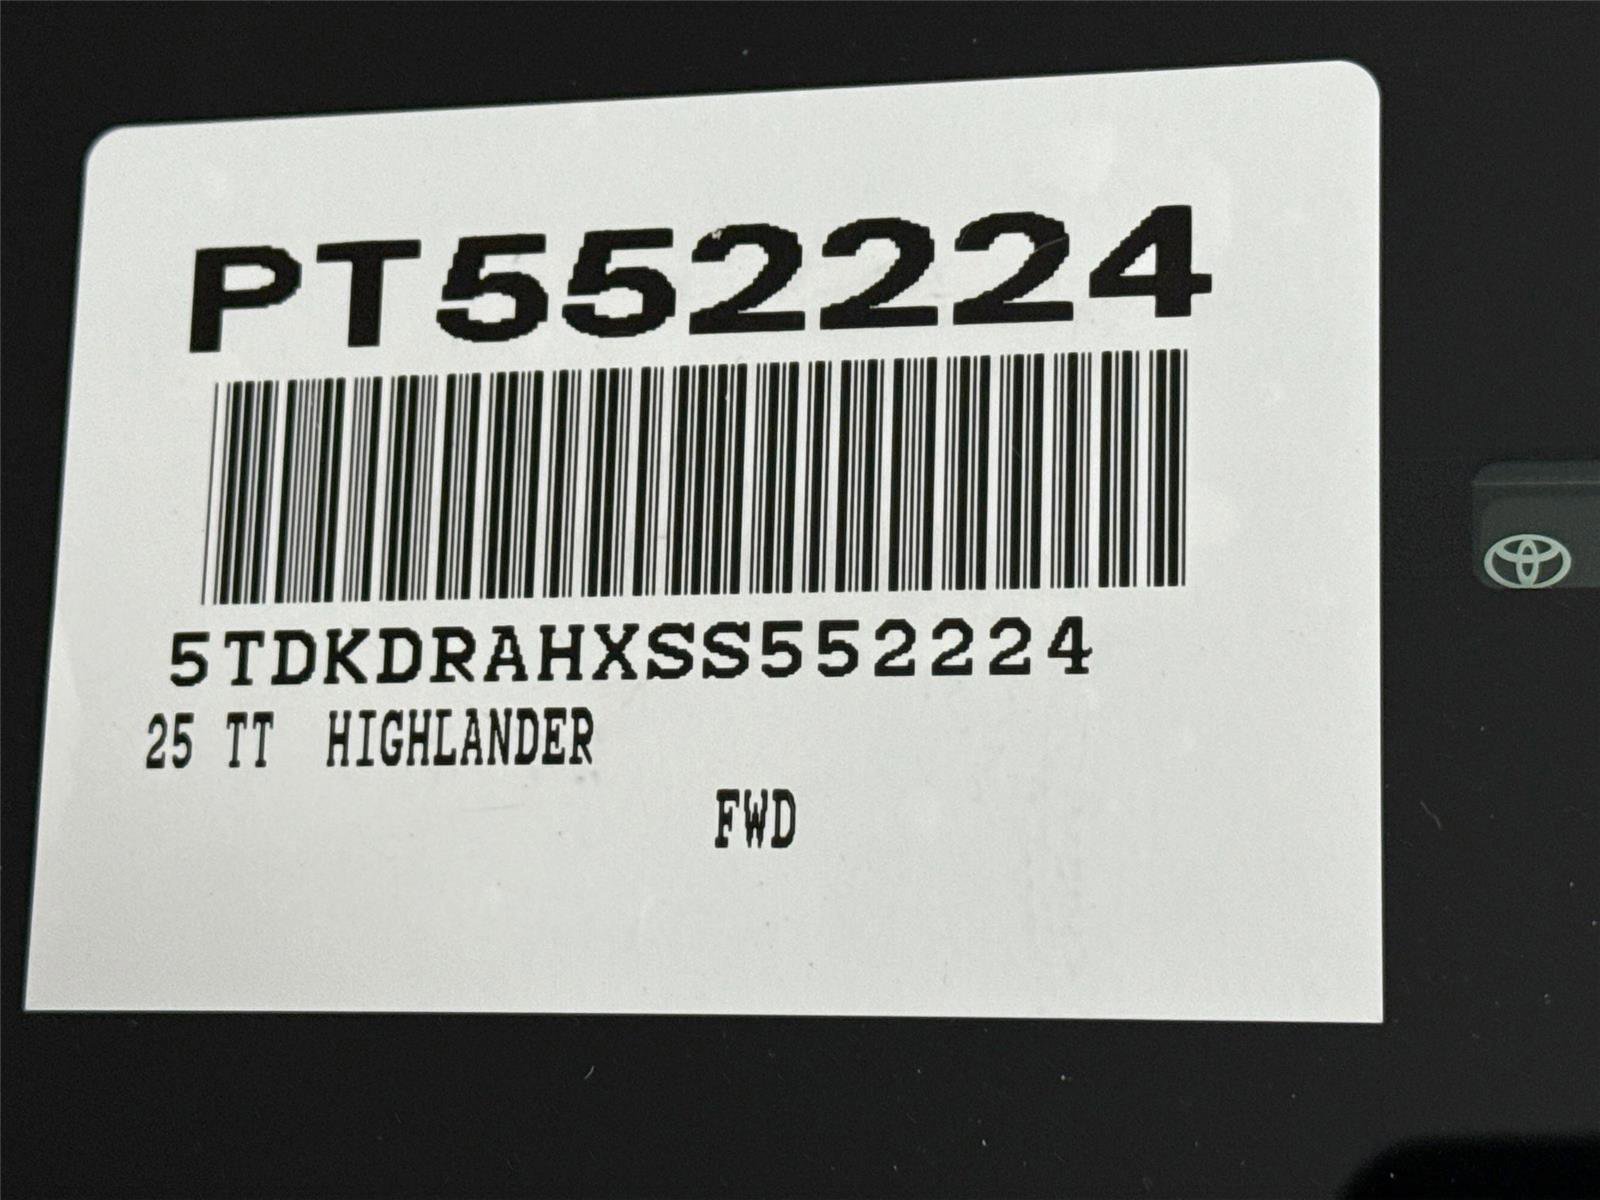 PT552224
5TDKDRAHXSS552224
25 TT HIGHLANDER
FWD